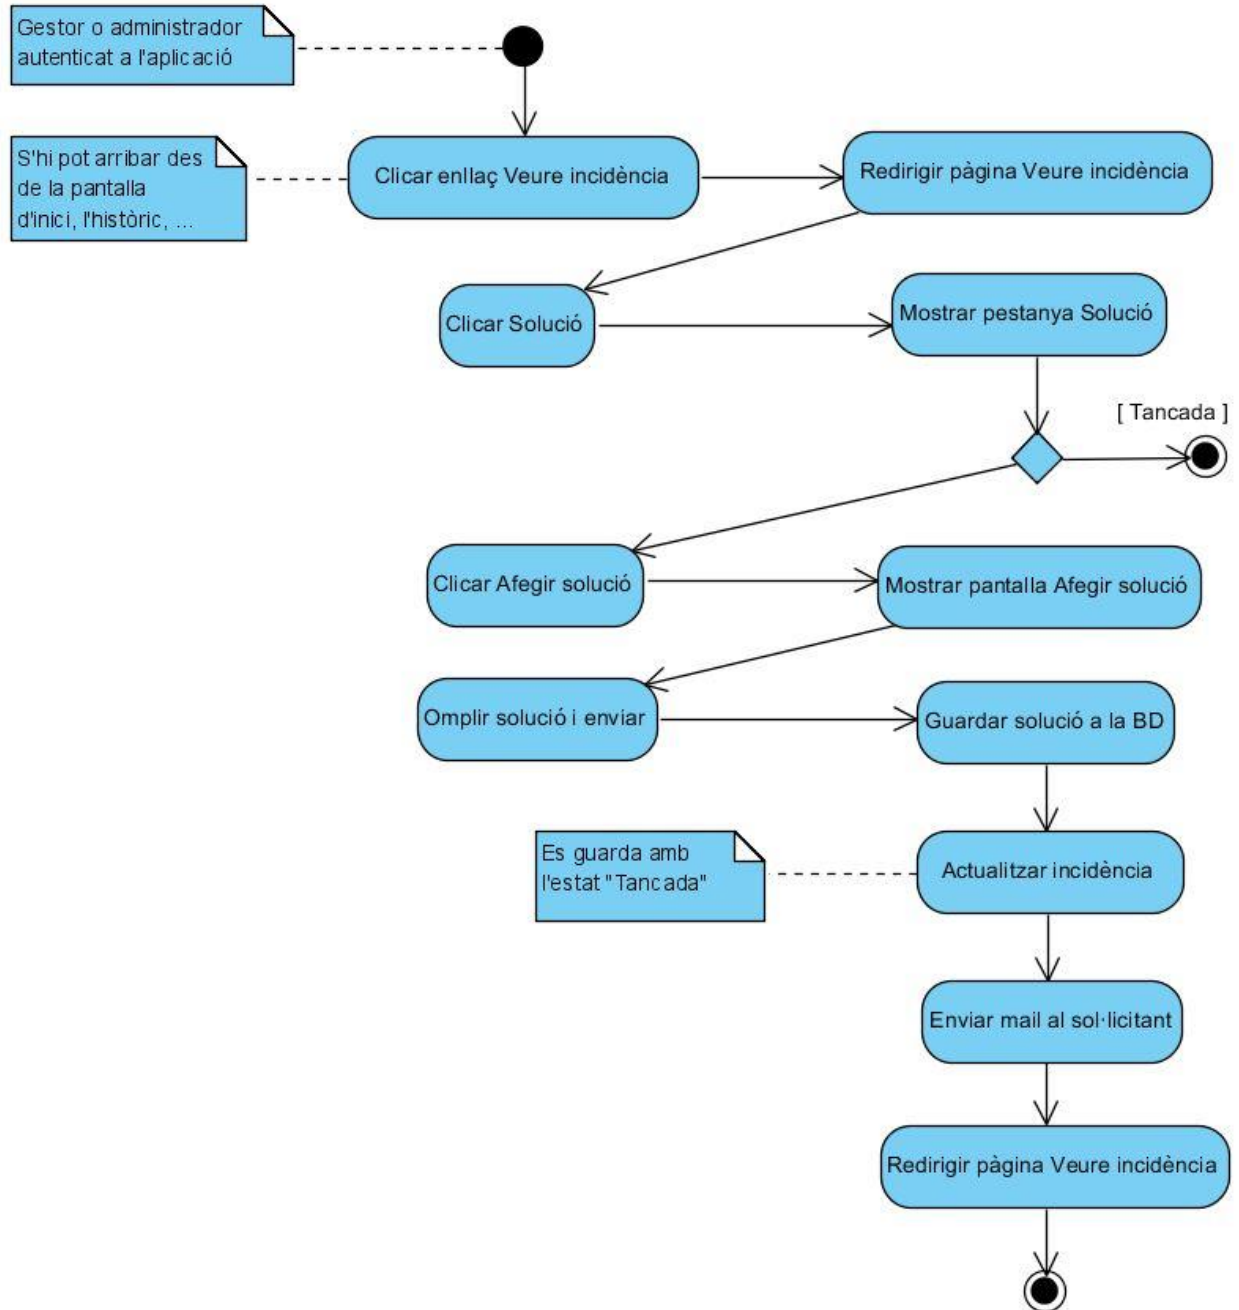 Gestor o administrador
autenticat a l'aplicació
S'hi pot arribar des
de la pantalla
d'inici, l'històric, ...
Clicar enllaç Veure incidència
Redirigir pàgina Veure incidència
Clicar Solució
Mostrar pestanya Solució
[ Tancada ]
Clicar Afegir solució
Mostrar pantalla Afegir solució
Omplir solució i enviar
Guardar solució a la BD
Es guarda amb
l'estat "Tancada"
Actualitzar incidència
Enviar mail al sol·licitant
Redirigir pàgina Veure incidència